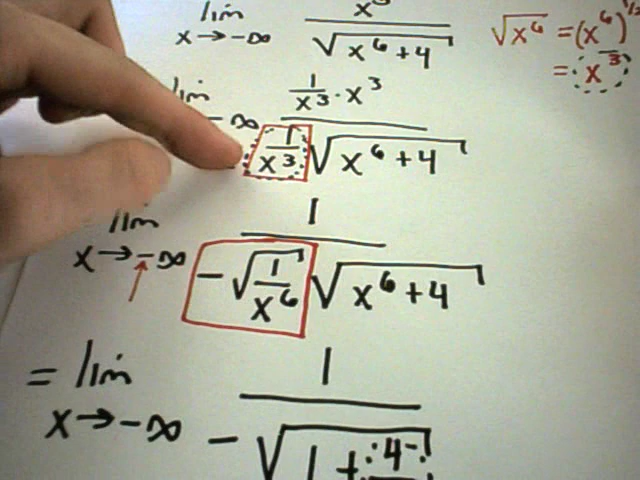 lim x→-∞ x³ / √(x⁶+4)
√x⁶ = (x⁶)^1/2
= x³
lim -∞ (1/x³ · x³) / (1/x³ √(x⁶+4))
lim x→-∞ 1 / (-√(1/x⁶) √(x⁶+4))
= lim x→-∞ 1 / -√(1+4